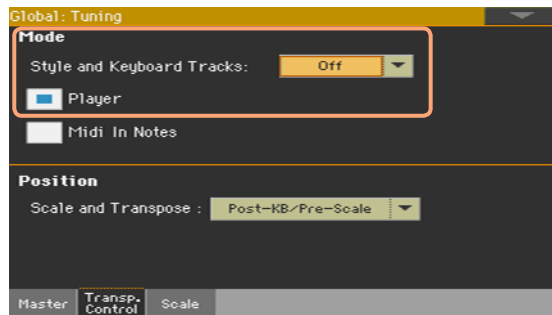 Global: Tuning
Mode
Style and Keyboard Tracks: Off
Player
Midi In Notes
Position
Scale and Transpose : Post-KB/Pre-Scale
Master Transp. Control Scale